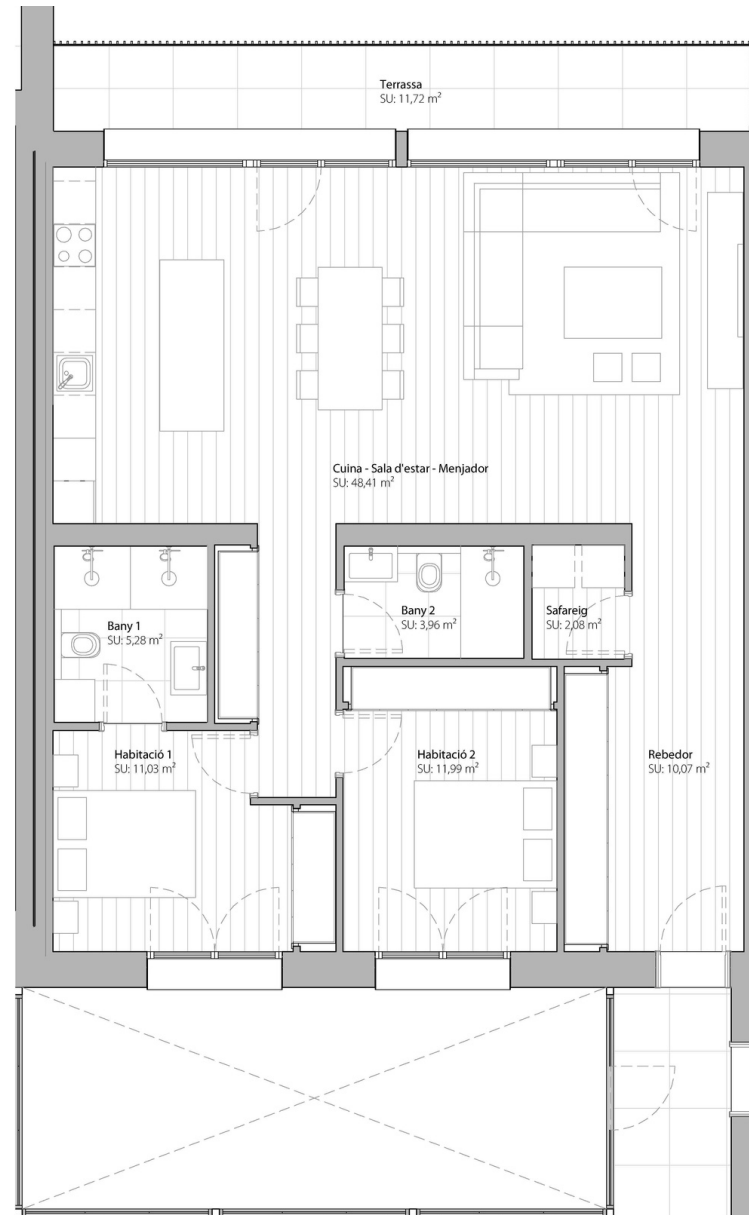 Terrassa
SU: 11,72 m²
Cuina - Sala d'estar - Menjador
SU: 48,41 m²
Bany 1
SU: 5,28 m²
Bany 2
SU: 3,96 m²
Safareig
SU: 2,08 m²
Habitació 1
SU: 11,03 m²
Habitació 2
SU: 11,99 m²
Rebedor
SU: 10,07 m²